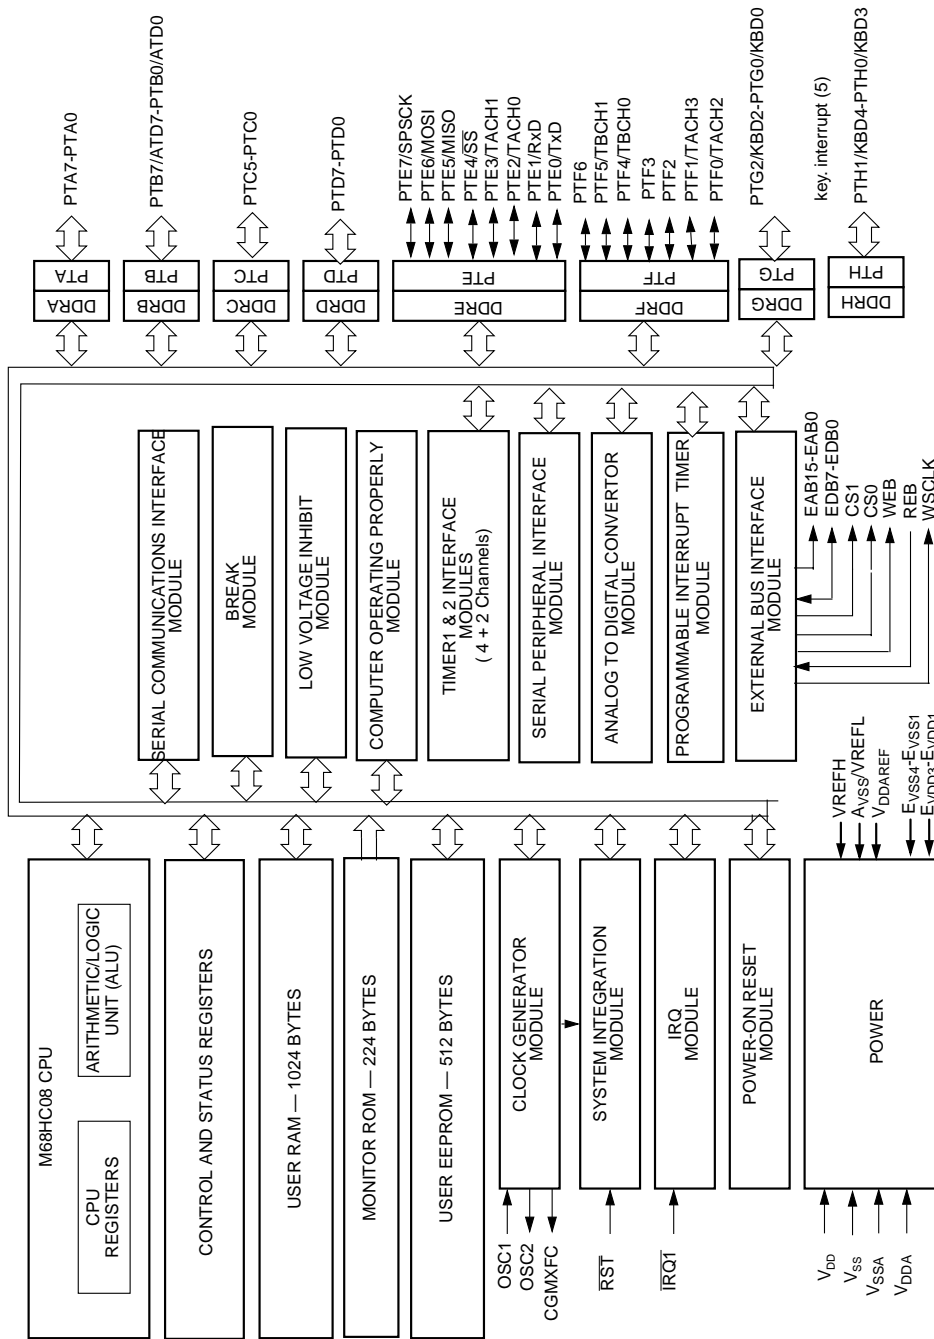 M68HC08 CPU
CPU
REGISTERS
ARITHMETIC/LOGIC
UNIT (ALU)
CONTROL AND STATUS REGISTERS
USER RAM — 1024 BYTES
MONITOR ROM — 224 BYTES
USER EEPROM — 512 BYTES
CLOCK GENERATOR
MODULE
SYSTEM INTEGRATION
MODULE
IRQ
MODULE
POWER-ON RESET
MODULE
POWER
OSC1
OSC2
CGMXFC
RST
IRQ1
VDD
VSS
VSSA
VDDA
VREFH
AVSS/VREFL
VDDAREF
EVSS4-EVSS1
EVDD3-EVDD1
SERIAL COMMUNICATIONS INTERFACE
MODULE
BREAK
MODULE
LOW VOLTAGE INHIBIT
MODULE
COMPUTER OPERATING PROPERLY
MODULE
TIMER1 & 2 INTERFACE
MODULES
( 4 + 2 Channels)
SERIAL PERIPHERAL INTERFACE
MODULE
ANALOG TO DIGITAL CONVERTOR
MODULE
PROGRAMMABLE INTERRUPT TIMER
MODULE
EXTERNAL BUS INTERFACE
MODULE
EAB15-EAB0
EDB7-EDB0
CS1
CS0
WEB
REB
WSCLK
DDRA
PTA
PTA7-PTA0
DDRB
PTB
PTB7/ATD7-PTB0/ATD0
DDRC
PTC
PTC5-PTC0
DDRD
PTD
PTD7-PTD0
DDRE
PTE
PTE7/SPSCK
PTE6/MOSI
PTE5/MISO
PTE4/SS
PTE3/TACH1
PTE2/TACH0
PTE1/RxD
PTE0/TxD
DDRF
PTF
PTF6
PTF5/TBCH1
PTF4/TBCH0
PTF3
PTF2
PTF1/TACH3
PTF0/TACH2
DDRG
PTG
PTG2/KBD2-PTG0/KBD0
key. interrupt (5)
DDRH
PTH
PTH1/KBD4-PTH0/KBD3